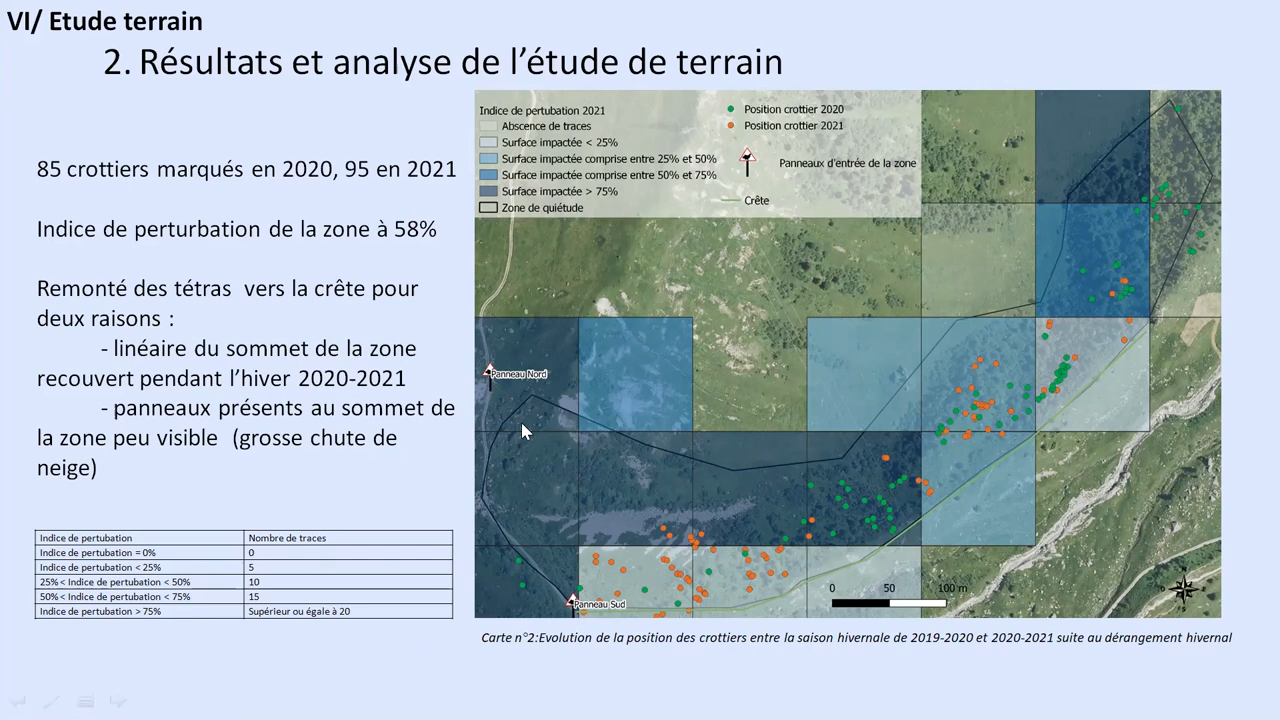 VI/ Etude terrain
2. Résultats et analyse de l'étude de terrain
85 crottiers marqués en 2020, 95 en 2021
Indice de perturbation de la zone à 58%
Remonté des tétras vers la crête pour
deux raisons :
- linéaire du sommet de la zone
recouvert pendant l'hiver 2020-2021
- panneaux présents au sommet de
la zone peu visible (grosse chute de
neige)
Indice de pertubation Nombre de traces
Indice de pertubation = 0% 0
Indice de pertubation < 25% 5
25% < Indice de pertubation < 50% 10
50% < Indice de pertubation < 75% 15
Indice de pertubation > 75% Supérieur ou égale à 20
Indice de pertubation 2021
Abscence de traces
Surface impactée < 25%
Surface impactée comprise entre 25% et 50%
Surface impactée comprise entre 50% et 75%
Surface impactée > 75%
Zone de quiétude
Position crottier 2020
Position crottier 2021
Panneaux d'entrée de la zone
Crête
Panneau Nord
Panneau Sud
0 50 100 m
Carte n°2:Evolution de la position des crottiers entre la saison hivernale de 2019-2020 et 2020-2021 suite au dérangement hivernal